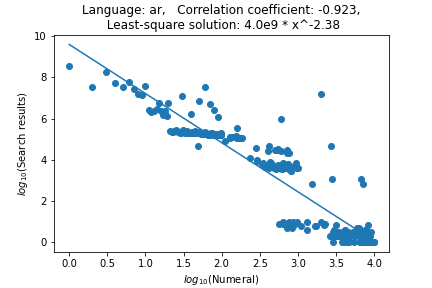 Language: ar,   Correlation coefficient: -0.923,
Least-square solution: 4.0e9 * x^-2.38
10
8
6
4
2
0
log₁₀(Search results)
0.0 0.5 1.0 1.5 2.0 2.5 3.0 3.5 4.0
log₁₀(Numeral)